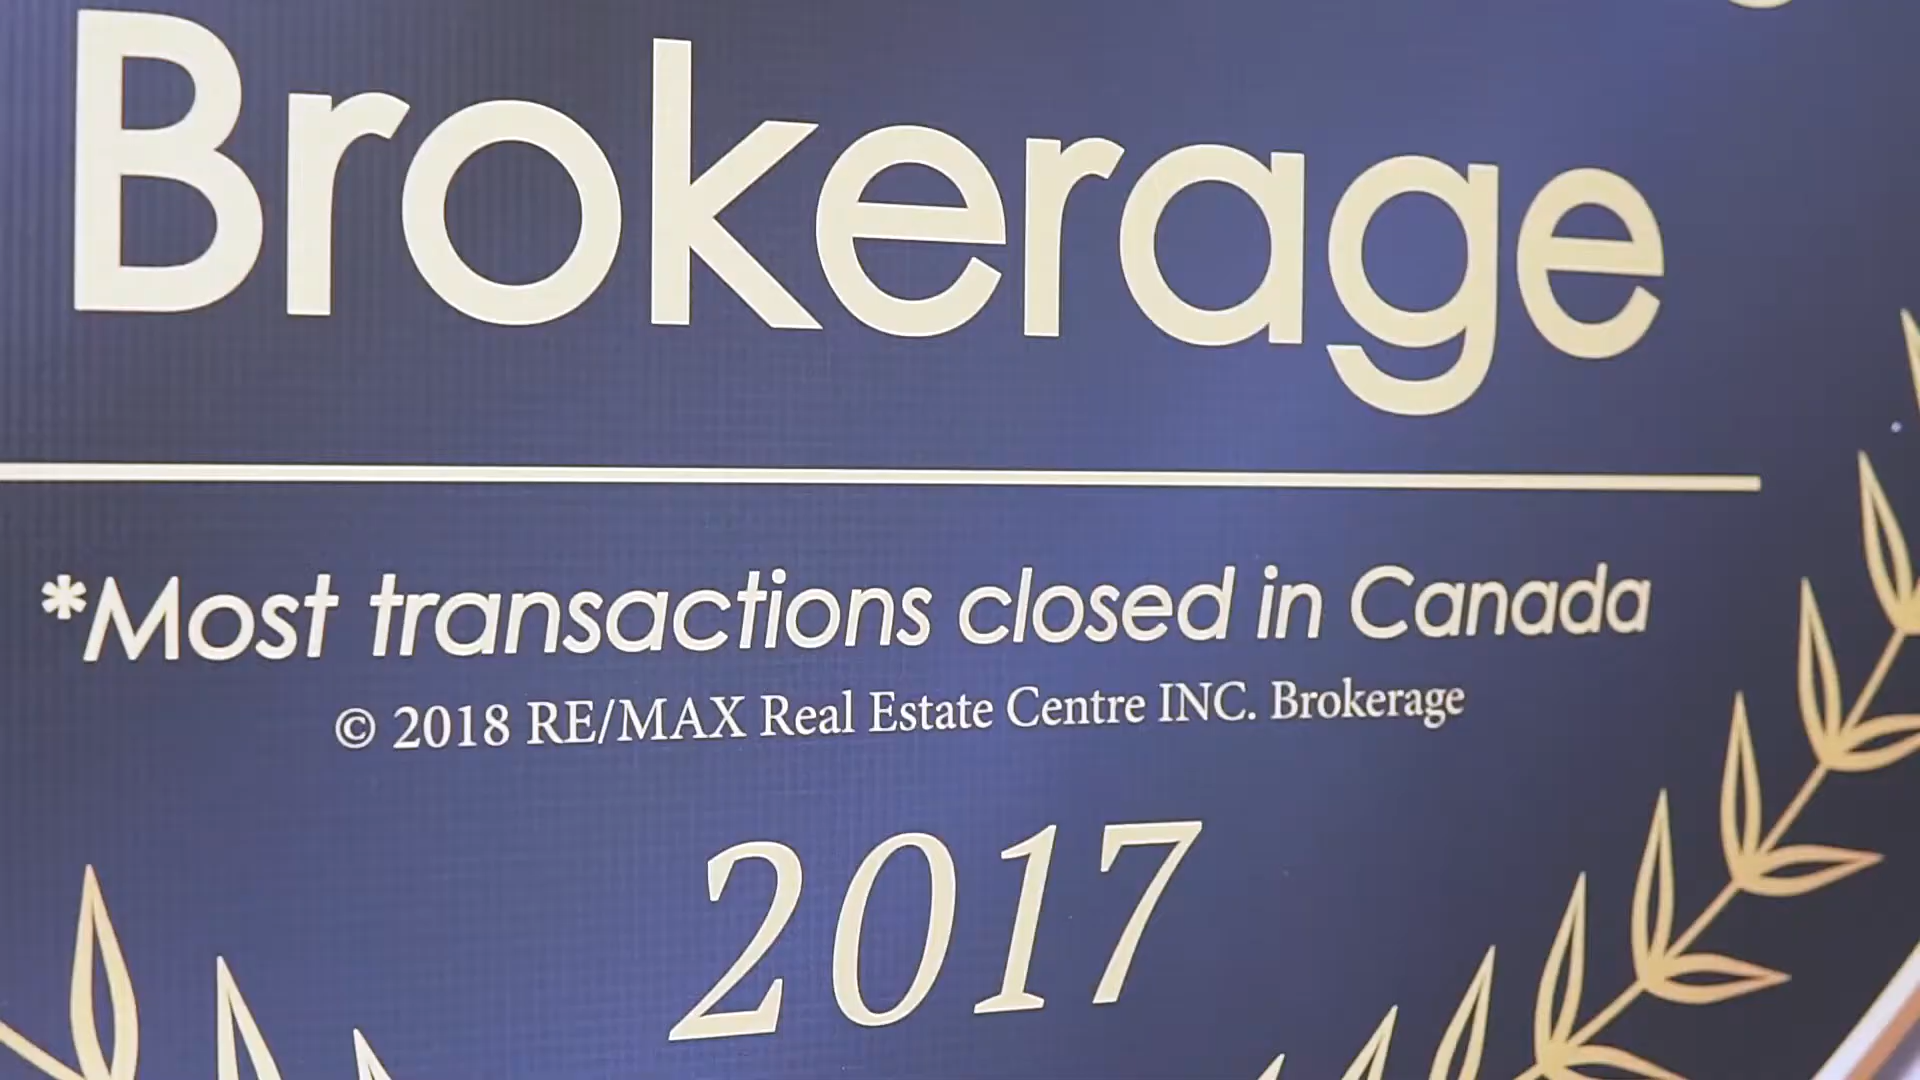 Brokerage
*Most transactions closed in Canada
© 2018 RE/MAX Real Estate Centre INC. Brokerage
2017